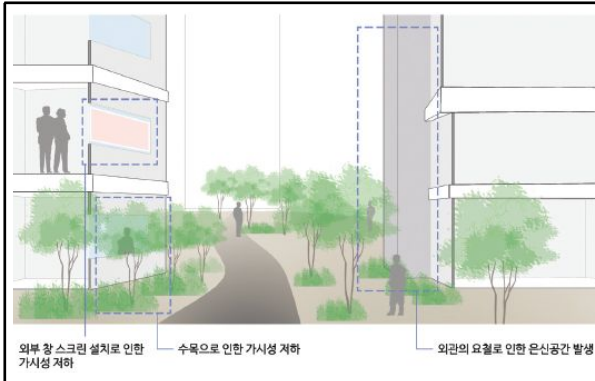 외부 창 스크린 설치로 인한
가시성 저하
수목으로 인한 가시성 저하
외관의 요철로 인한 은신공간 발생